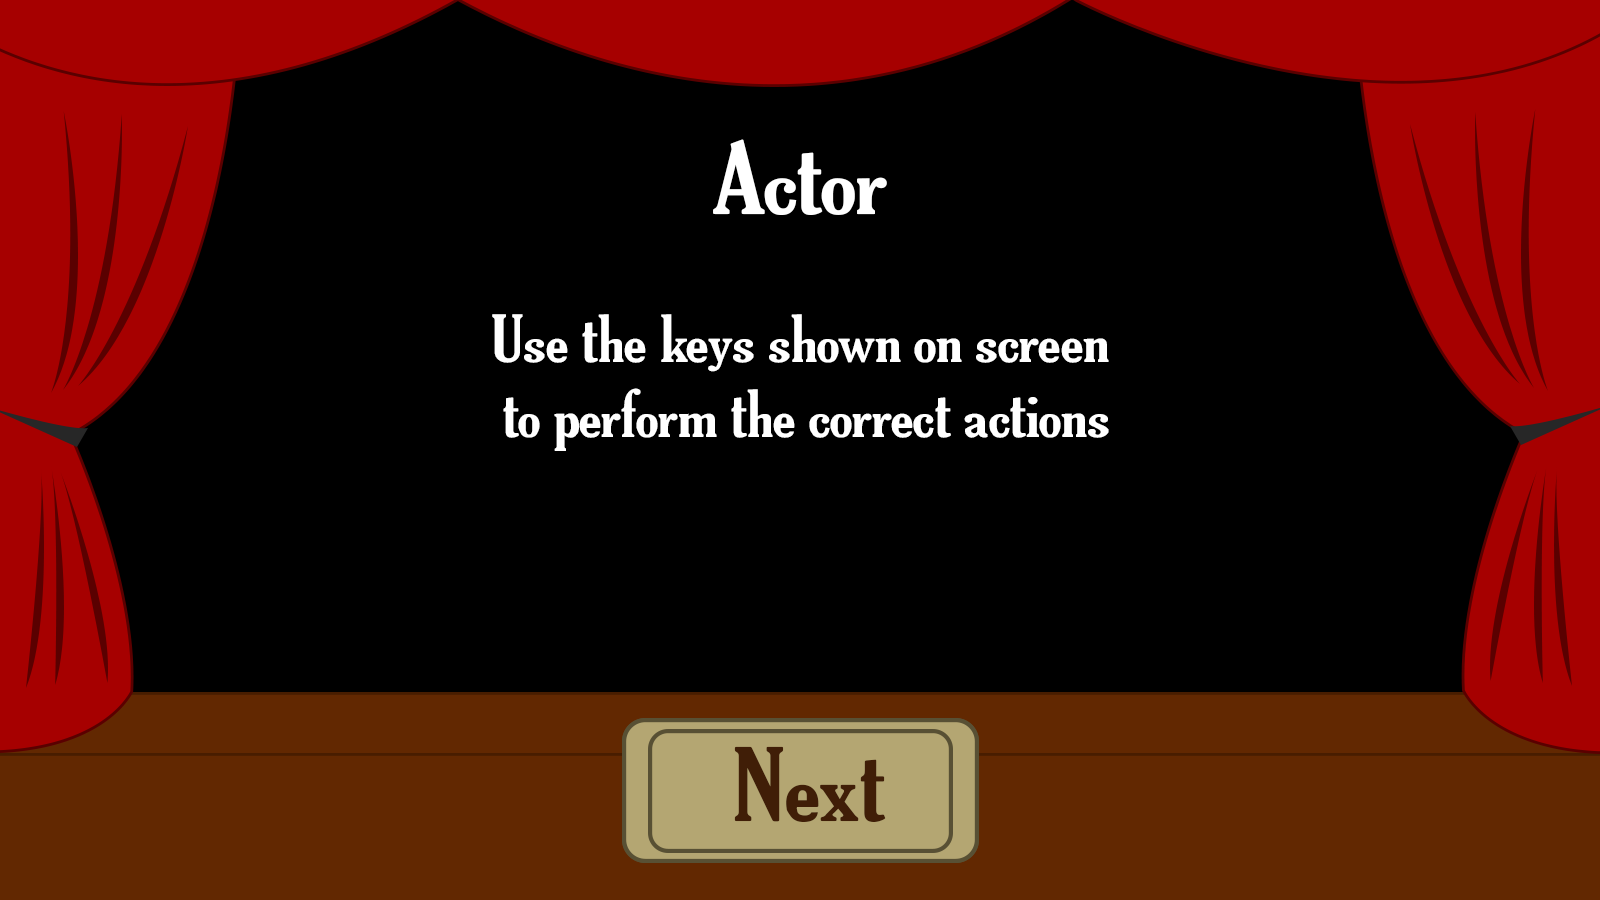 Actor
Use the keys shown on screen
to perform the correct actions
Next